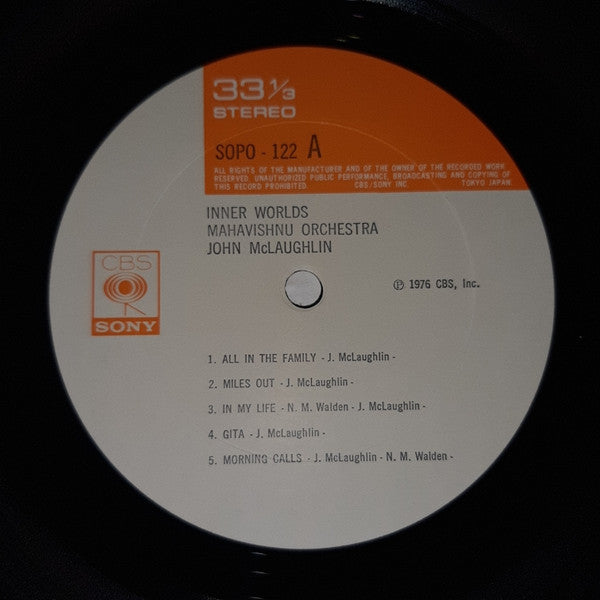 33 1/3
STEREO
SOPO - 122 A
ALL RIGHTS OF THE MANUFACTURER AND OF THE OWNER OF THE RECORDED WORK
RESERVED. UNAUTHORIZED PUBLIC PERFORMANCE, BROADCASTING AND COPYING OF
THIS RECORD PROHIBITED. CBS/SONY INC. TOKYO JAPAN
INNER WORLDS
MAHAVISHNU ORCHESTRA
JOHN McLAUGHLIN
CBS
SONY
℗ 1976 CBS, Inc.
1. ALL IN THE FAMILY - J. McLaughlin -
2. MILES OUT - J. McLaughlin -
3. IN MY LIFE - N. M. Walden - J. McLaughlin -
4. GITA - J. McLaughlin -
5. MORNING CALLS - J. McLaughlin - N. M. Walden -